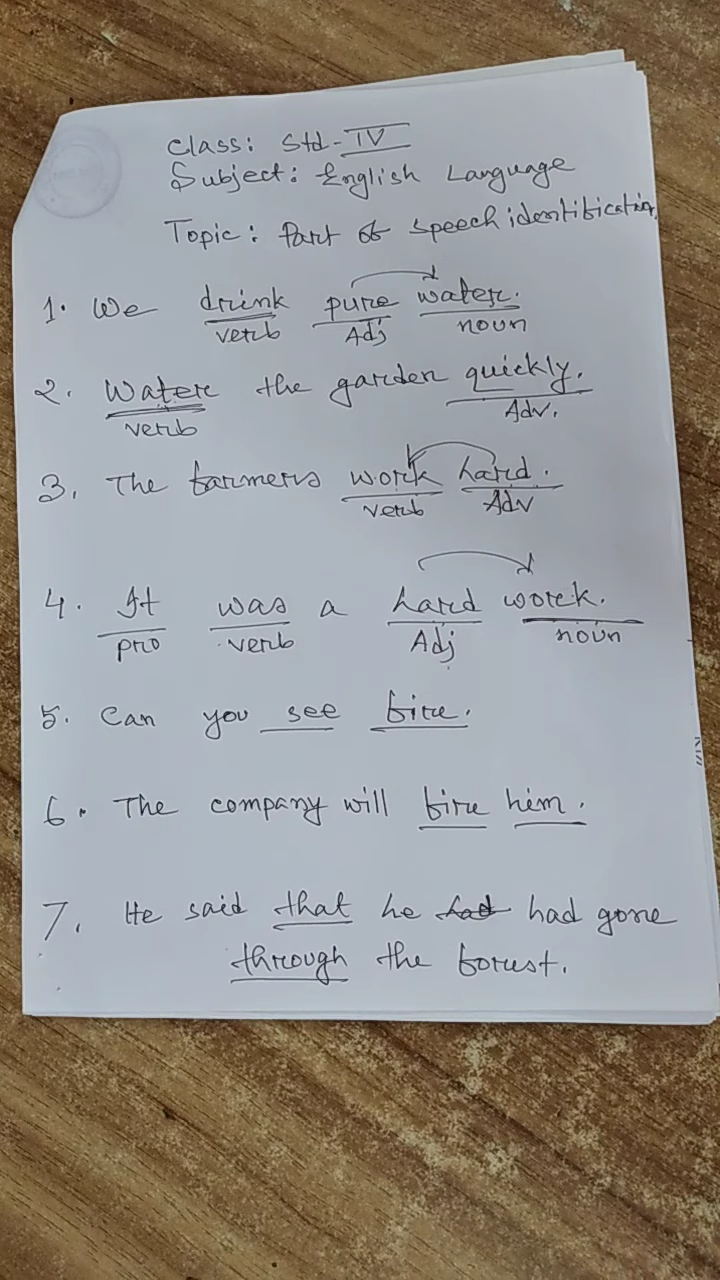 Class: Std - IV
Subject: English Language
Topic: Part of speech identification
1. We drink pure water.
verb Adj noun
2. Water the garden quickly.
verb Adv.
3. The farmers work hard.
verb Adv
4. It was a hard work.
pro verb Adj noun
5. Can you see fire.
6. The company will fire him.
7. He said that he had had gone
through the forest.